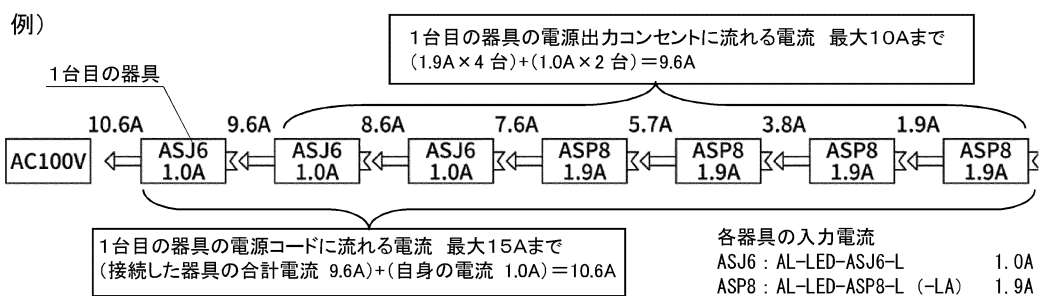 例）
1台目の器具の電源出力コンセントに流れる電流　最大10Aまで
(1.9A×4 台)+(1.0A×2 台)＝9.6A
1台目の器具
10.6A 9.6A 8.6A 7.6A 5.7A 3.8A 1.9A
AC100V ASJ6 ASJ6 ASJ6 ASP8 ASP8 ASP8 ASP8
1.0A 1.0A 1.0A 1.9A 1.9A 1.9A 1.9A
1台目の器具の電源コードに流れる電流　最大15Aまで
(接続した器具の合計電流 9.6A)+(自身の電流 1.0A)＝10.6A
各器具の入力電流
ASJ6：AL-LED-ASJ6-L 1.0A
ASP8：AL-LED-ASP8-L (-LA) 1.9A